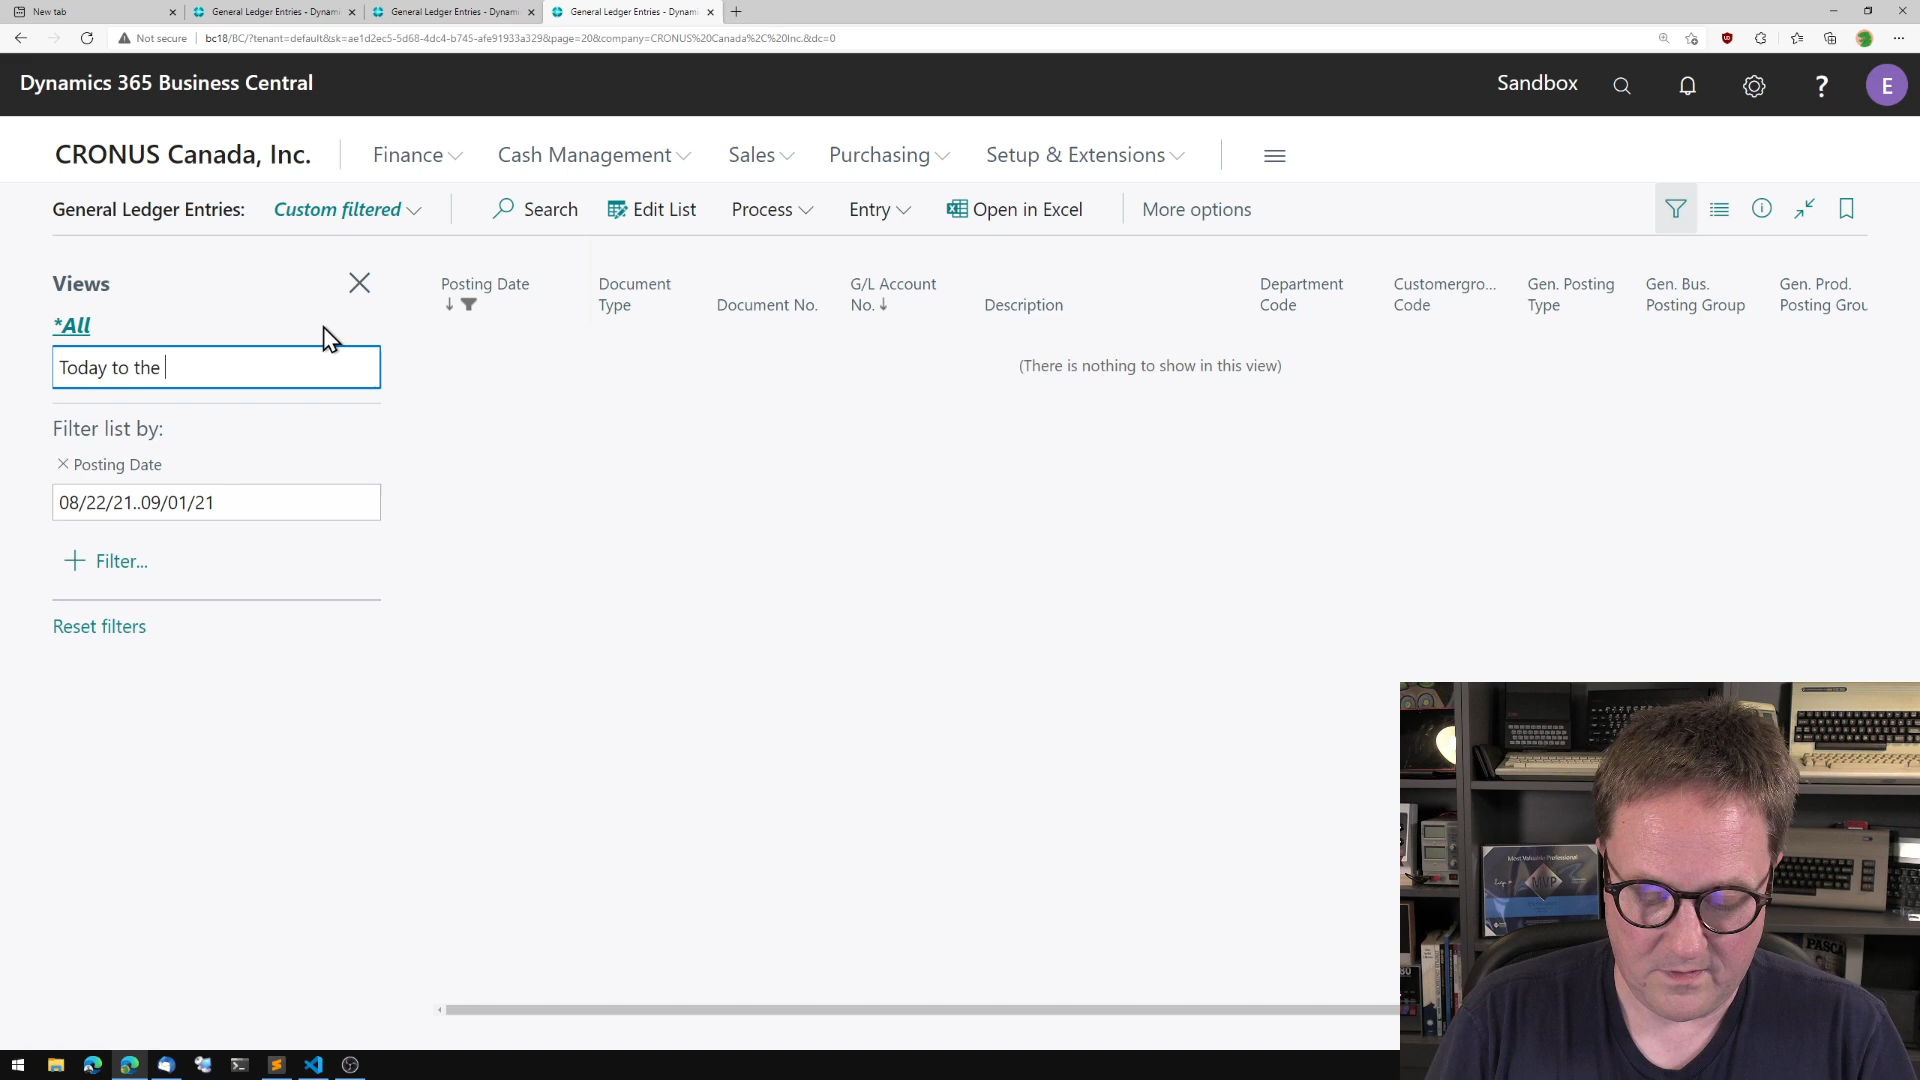 New tab
General Ledger Entries - Dynami
General Ledger Entries - Dynami
General Ledger Entries - Dynami
Not secure
bc18/BC/?tenant=default&sk=ae1d2ec5-5d68-4dc4-b745-afe91933a329&page=20&company=CRONUS%20Canada%2C%20Inc.&dc=0
Dynamics 365 Business Central
Sandbox
?
E
CRONUS Canada, Inc.
Finance
Cash Management
Sales
Purchasing
Setup & Extensions
General Ledger Entries:
Custom filtered
Search
Edit List
Process
Entry
Open in Excel
More options
Views
*All
Today to the
Filter list by:
Posting Date
08/22/21..09/01/21
Filter...
Reset filters
Posting Date
Document
Type
Document No.
G/L Account
No.
Description
Department
Code
Customergro...
Code
Gen. Posting
Type
Gen. Bus.
Posting Group
Gen. Prod.
Posting Grou
(There is nothing to show in this view)
Most Valuable Professional
MVP
PASCA